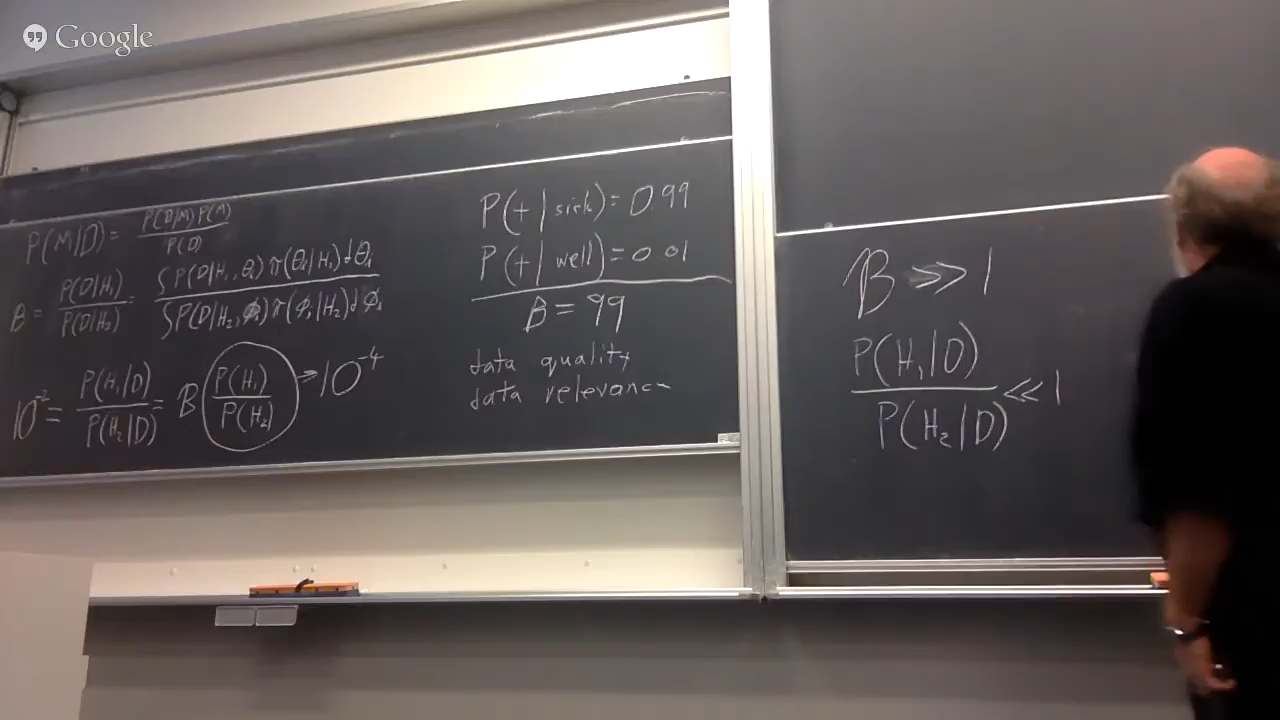 Google
P(M|D) = P(D|M) P(M) / P(D)
B = P(D|H₁) / P(D|H₂) = ∫P(D|H₁, θ₁) π(θ₁|H₁) dθ₁ / ∫P(D|H₂, ϕ₁) π(ϕ₁|H₂) dϕ₁
10⁻² = P(H₁|D) / P(H₂|D) = B P(H₁) / P(H₂) → 10⁻⁴
P(+ | sick) = 0.99
P(+ | well) = 0.01
B = 99
data quality
data relevance
B >> 1
P(H₁|D) / P(H₂|D) << 1